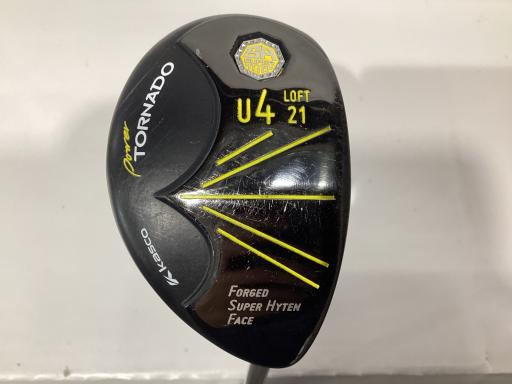 U4
LOFT
21
Power
TORNADO
Kasco
FORGED
SUPER HYTEN
FACE